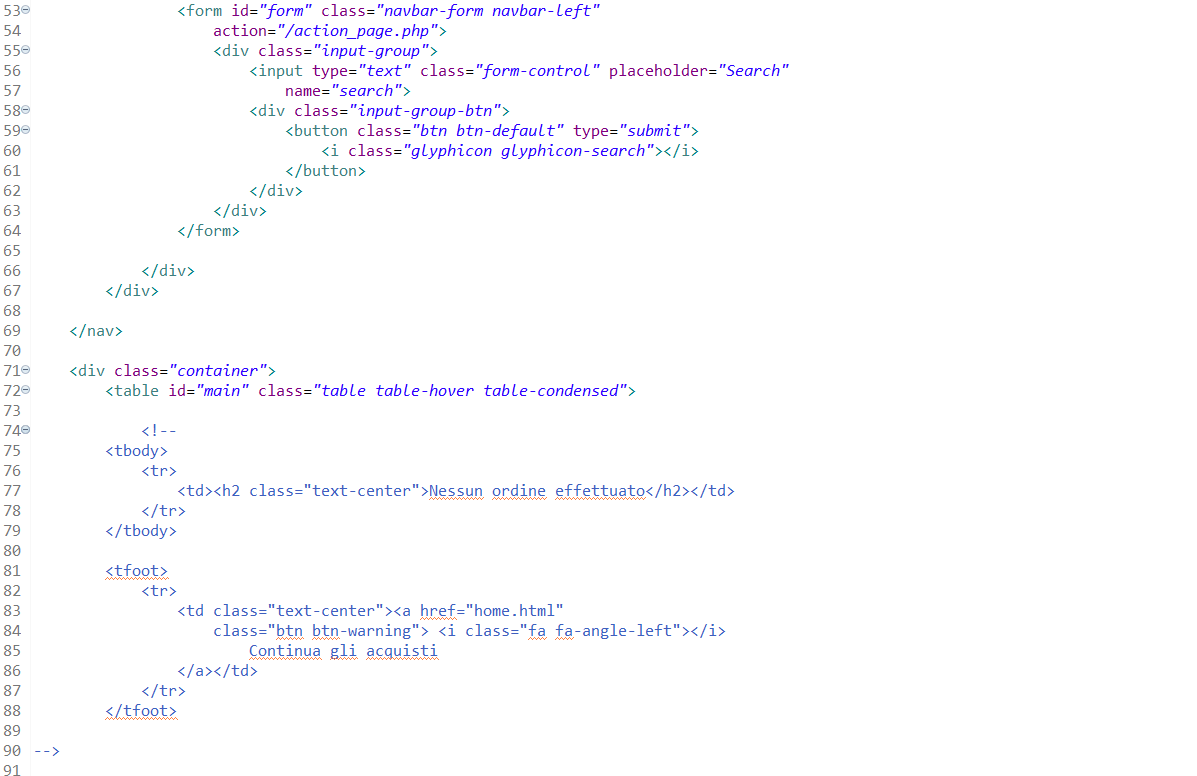 53 <form id="form" class="navbar-form navbar-left"
54 action="/action_page.php">
55 <div class="input-group">
56 <input type="text" class="form-control" placeholder="Search"
57 name="search">
58 <div class="input-group-btn">
59 <button class="btn btn-default" type="submit">
60 <i class="glyphicon glyphicon-search"></i>
61 </button>
62 </div>
63 </div>
64 </form>
65
66 </div>
67 </div>
68
69 </nav>
70
71 <div class="container">
72 <table id="main" class="table table-hover table-condensed">
73
74 <!--
75 <tbody>
76 <tr>
77 <td><h2 class="text-center">Nessun ordine effettuato</h2></td>
78 </tr>
79 </tbody>
80
81 <tfoot>
82 <tr>
83 <td class="text-center"><a href="home.html"
84 class="btn btn-warning"> <i class="fa fa-angle-left"></i>
85 Continua gli acquisti
86 </a></td>
87 </tr>
88 </tfoot>
89
90 -->
91